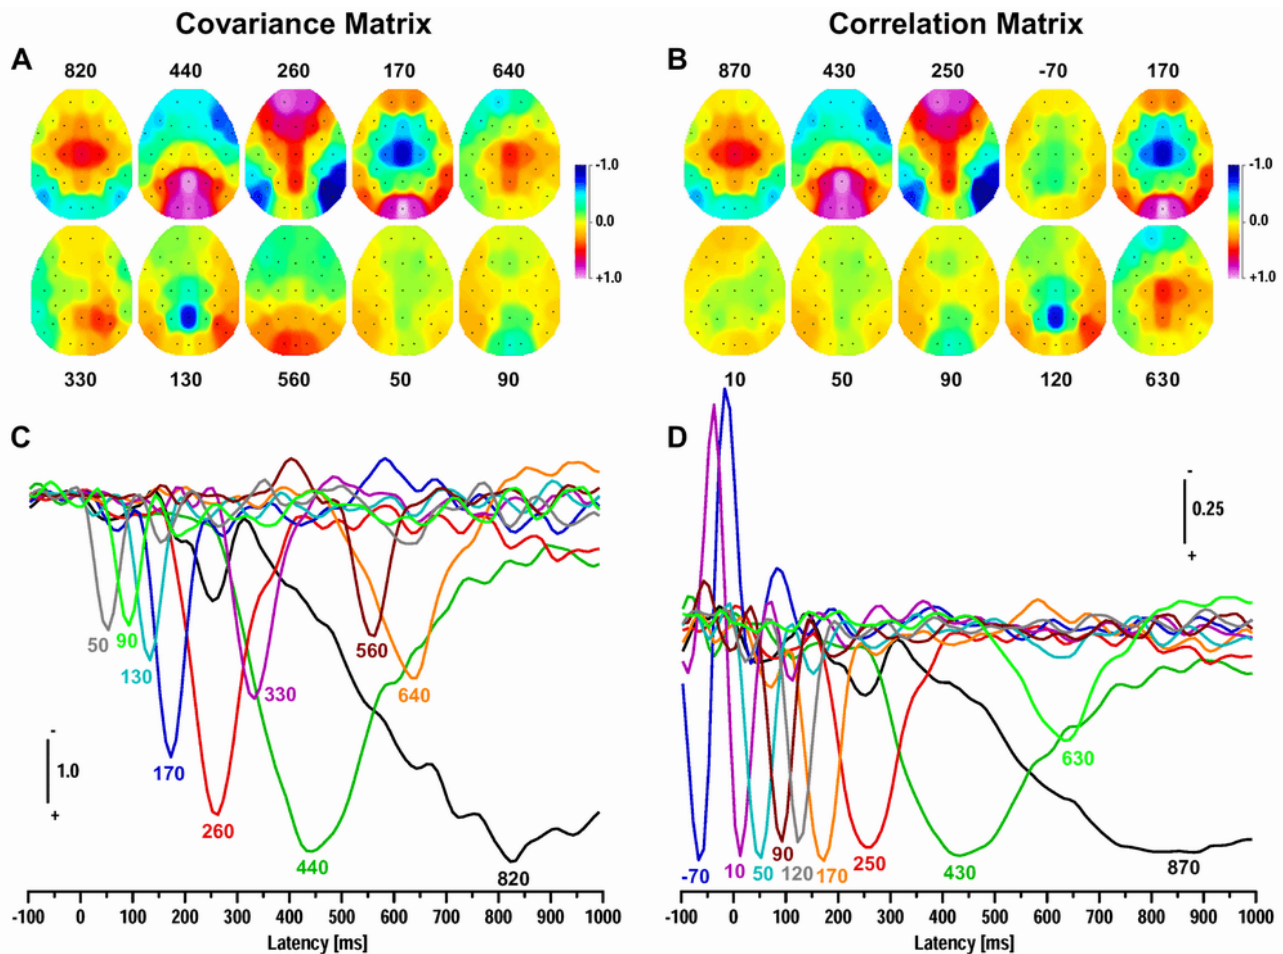 Covariance Matrix
Correlation Matrix
A
820 440 260 170 640
-1.0
0.0
+1.0
330 130 560 50 90
B
870 430 250 -70 170
-1.0
0.0
+1.0
10 50 90 120 630
C
50
90
130
170
260
330
440
560
640
820
-
1.0
+
-100 0 100 200 300 400 500 600 700 800 900 1000
Latency [ms]
D
-
0.25
+
-70
10
50
90
120
170
250
430
630
870
-100 0 100 200 300 400 500 600 700 800 900 1000
Latency [ms]